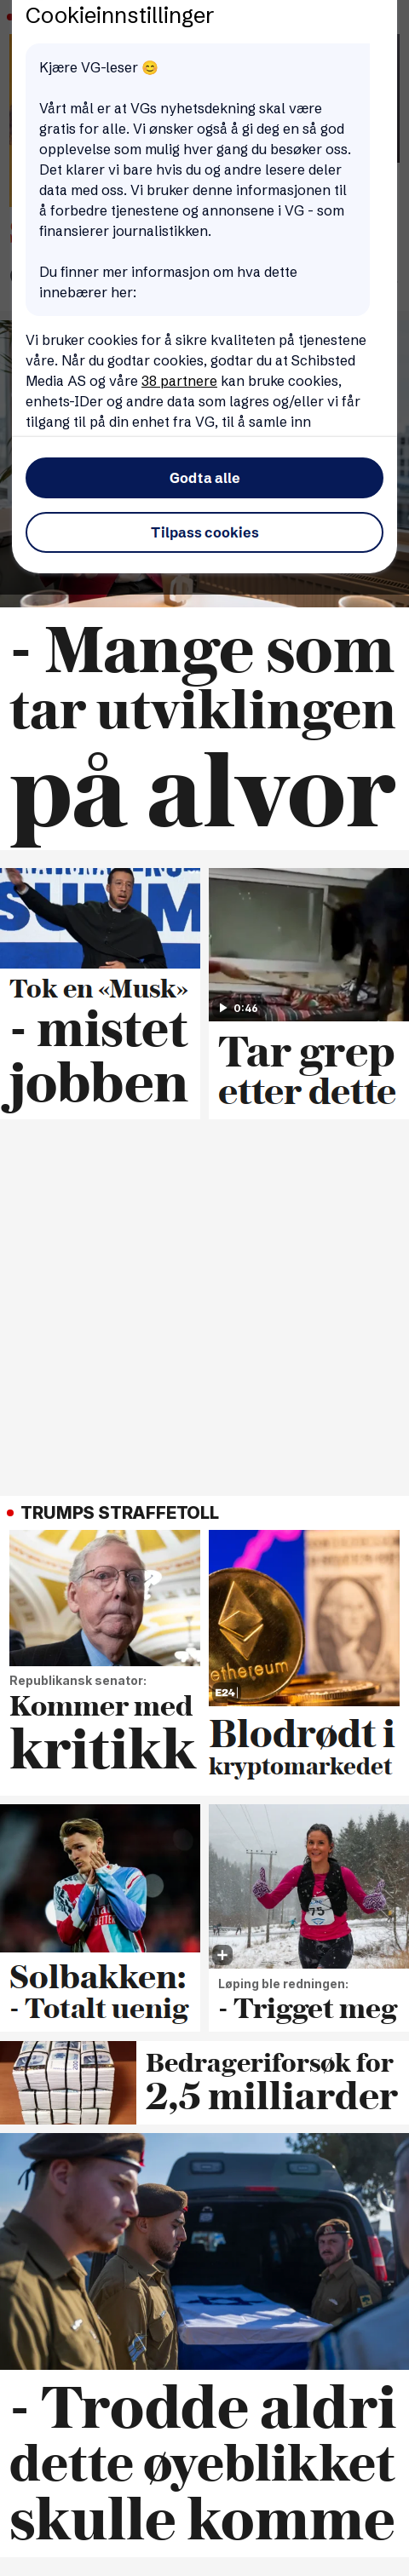 Cookieinnstillinger
Kjære VG-leser 😊
Vårt mål er at VGs nyhetsdekning skal være
gratis for alle. Vi ønsker også å gi deg en så god
opplevelse som mulig hver gang du besøker oss.
Det klarer vi bare hvis du og andre lesere deler
data med oss. Vi bruker denne informasjonen til
å forbedre tjenestene og annonsene i VG - som
finansierer journalistikken.
Du finner mer informasjon om hva dette
innebærer her:
Vi bruker cookies for å sikre kvaliteten på tjenestene
våre. Når du godtar cookies, godtar du at Schibsted
Media AS og våre 38 partnere kan bruke cookies,
enhets-IDer og andre data som lagres og/eller vi får
tilgang til på din enhet fra VG, til å samle inn
Godta alle
Tilpass cookies
- Mange som
tar utviklingen
på alvor
SUMM
Tok en «Musk»
- mistet
jobben
0:46
Tar grep
etter dette
TRUMPS STRAFFETOLL
Republikansk senator:
Kommer med
kritikk
ethereum
E24
Blodrødt i
kryptomarkedet
Solbakken:
- Totalt uenig
75
Løping ble redningen:
- Trigget meg
Bedrageriforsøk for
2,5 milliarder
- Trodde aldri
dette øyeblikket
skulle komme